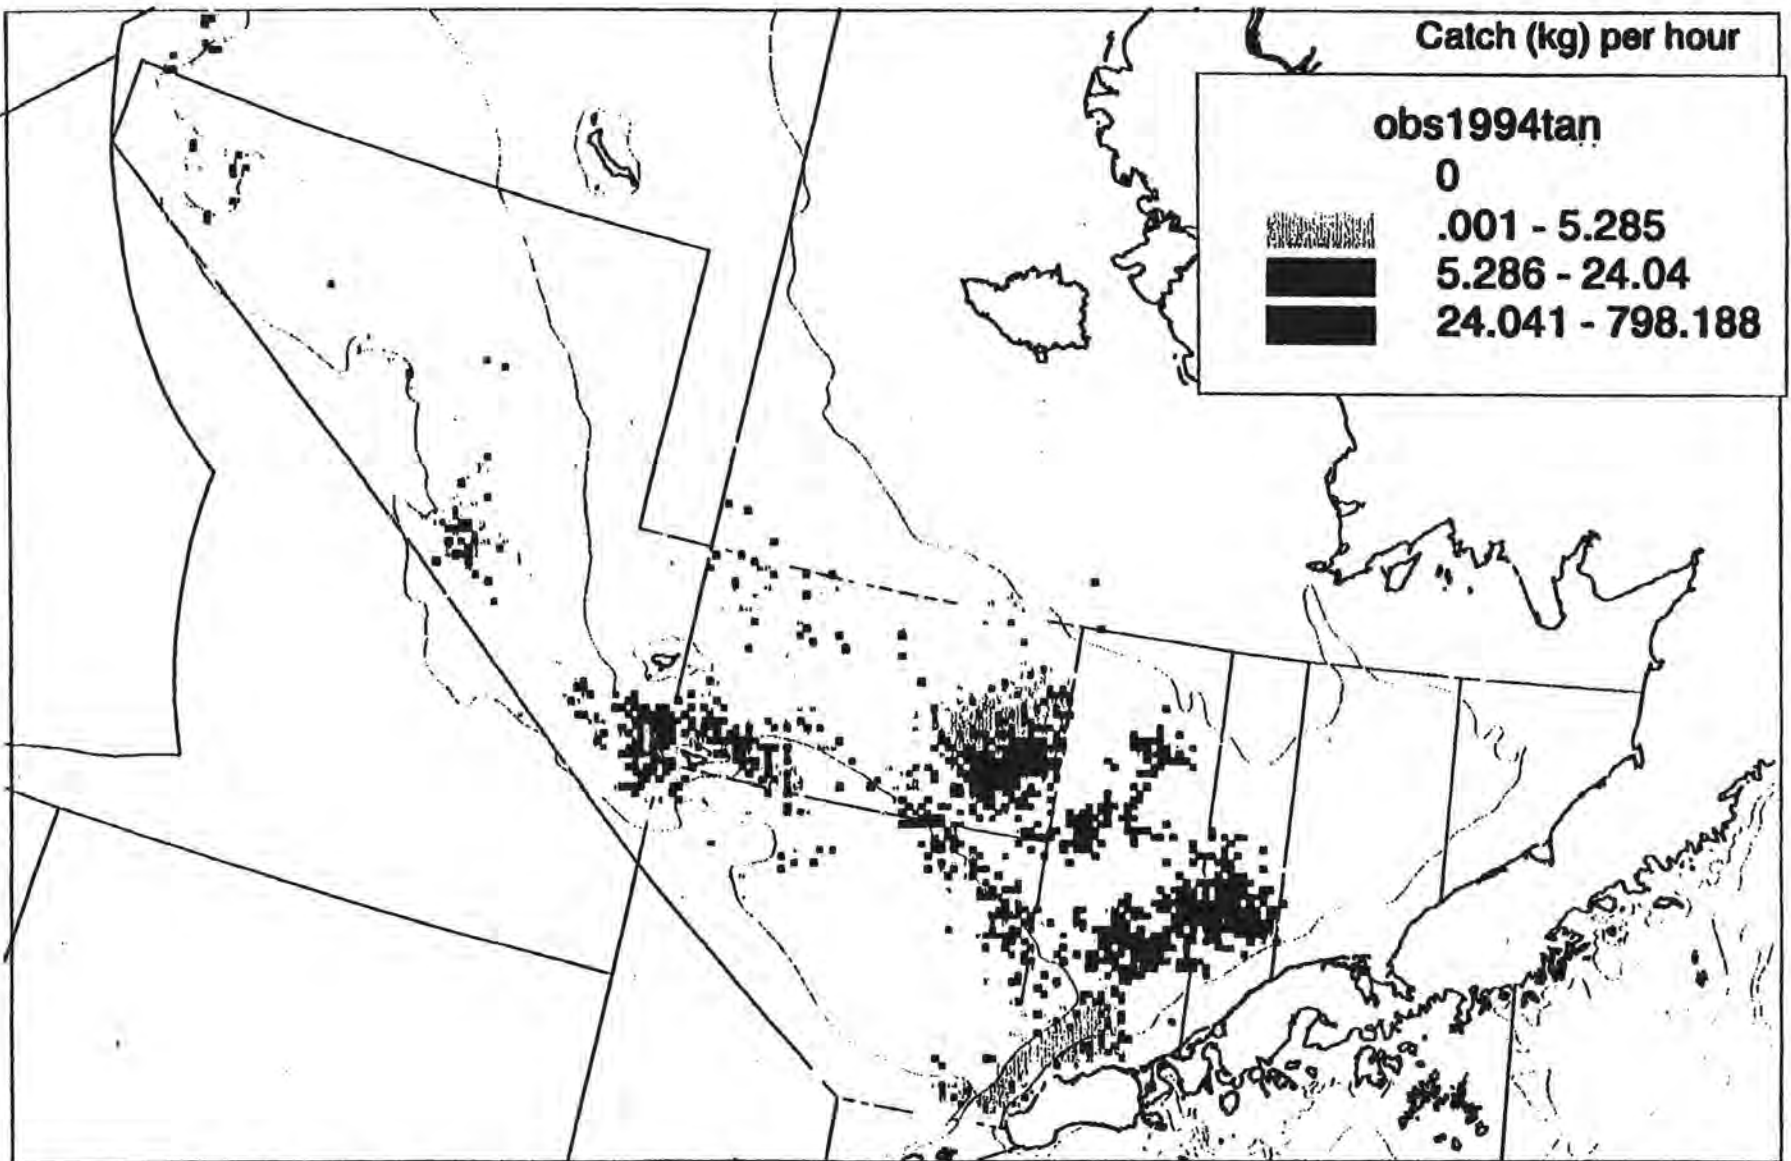 Catch (kg) per hour
obs1994tan
0
.001 - 5.285
5.286 - 24.04
24.041 - 798.188